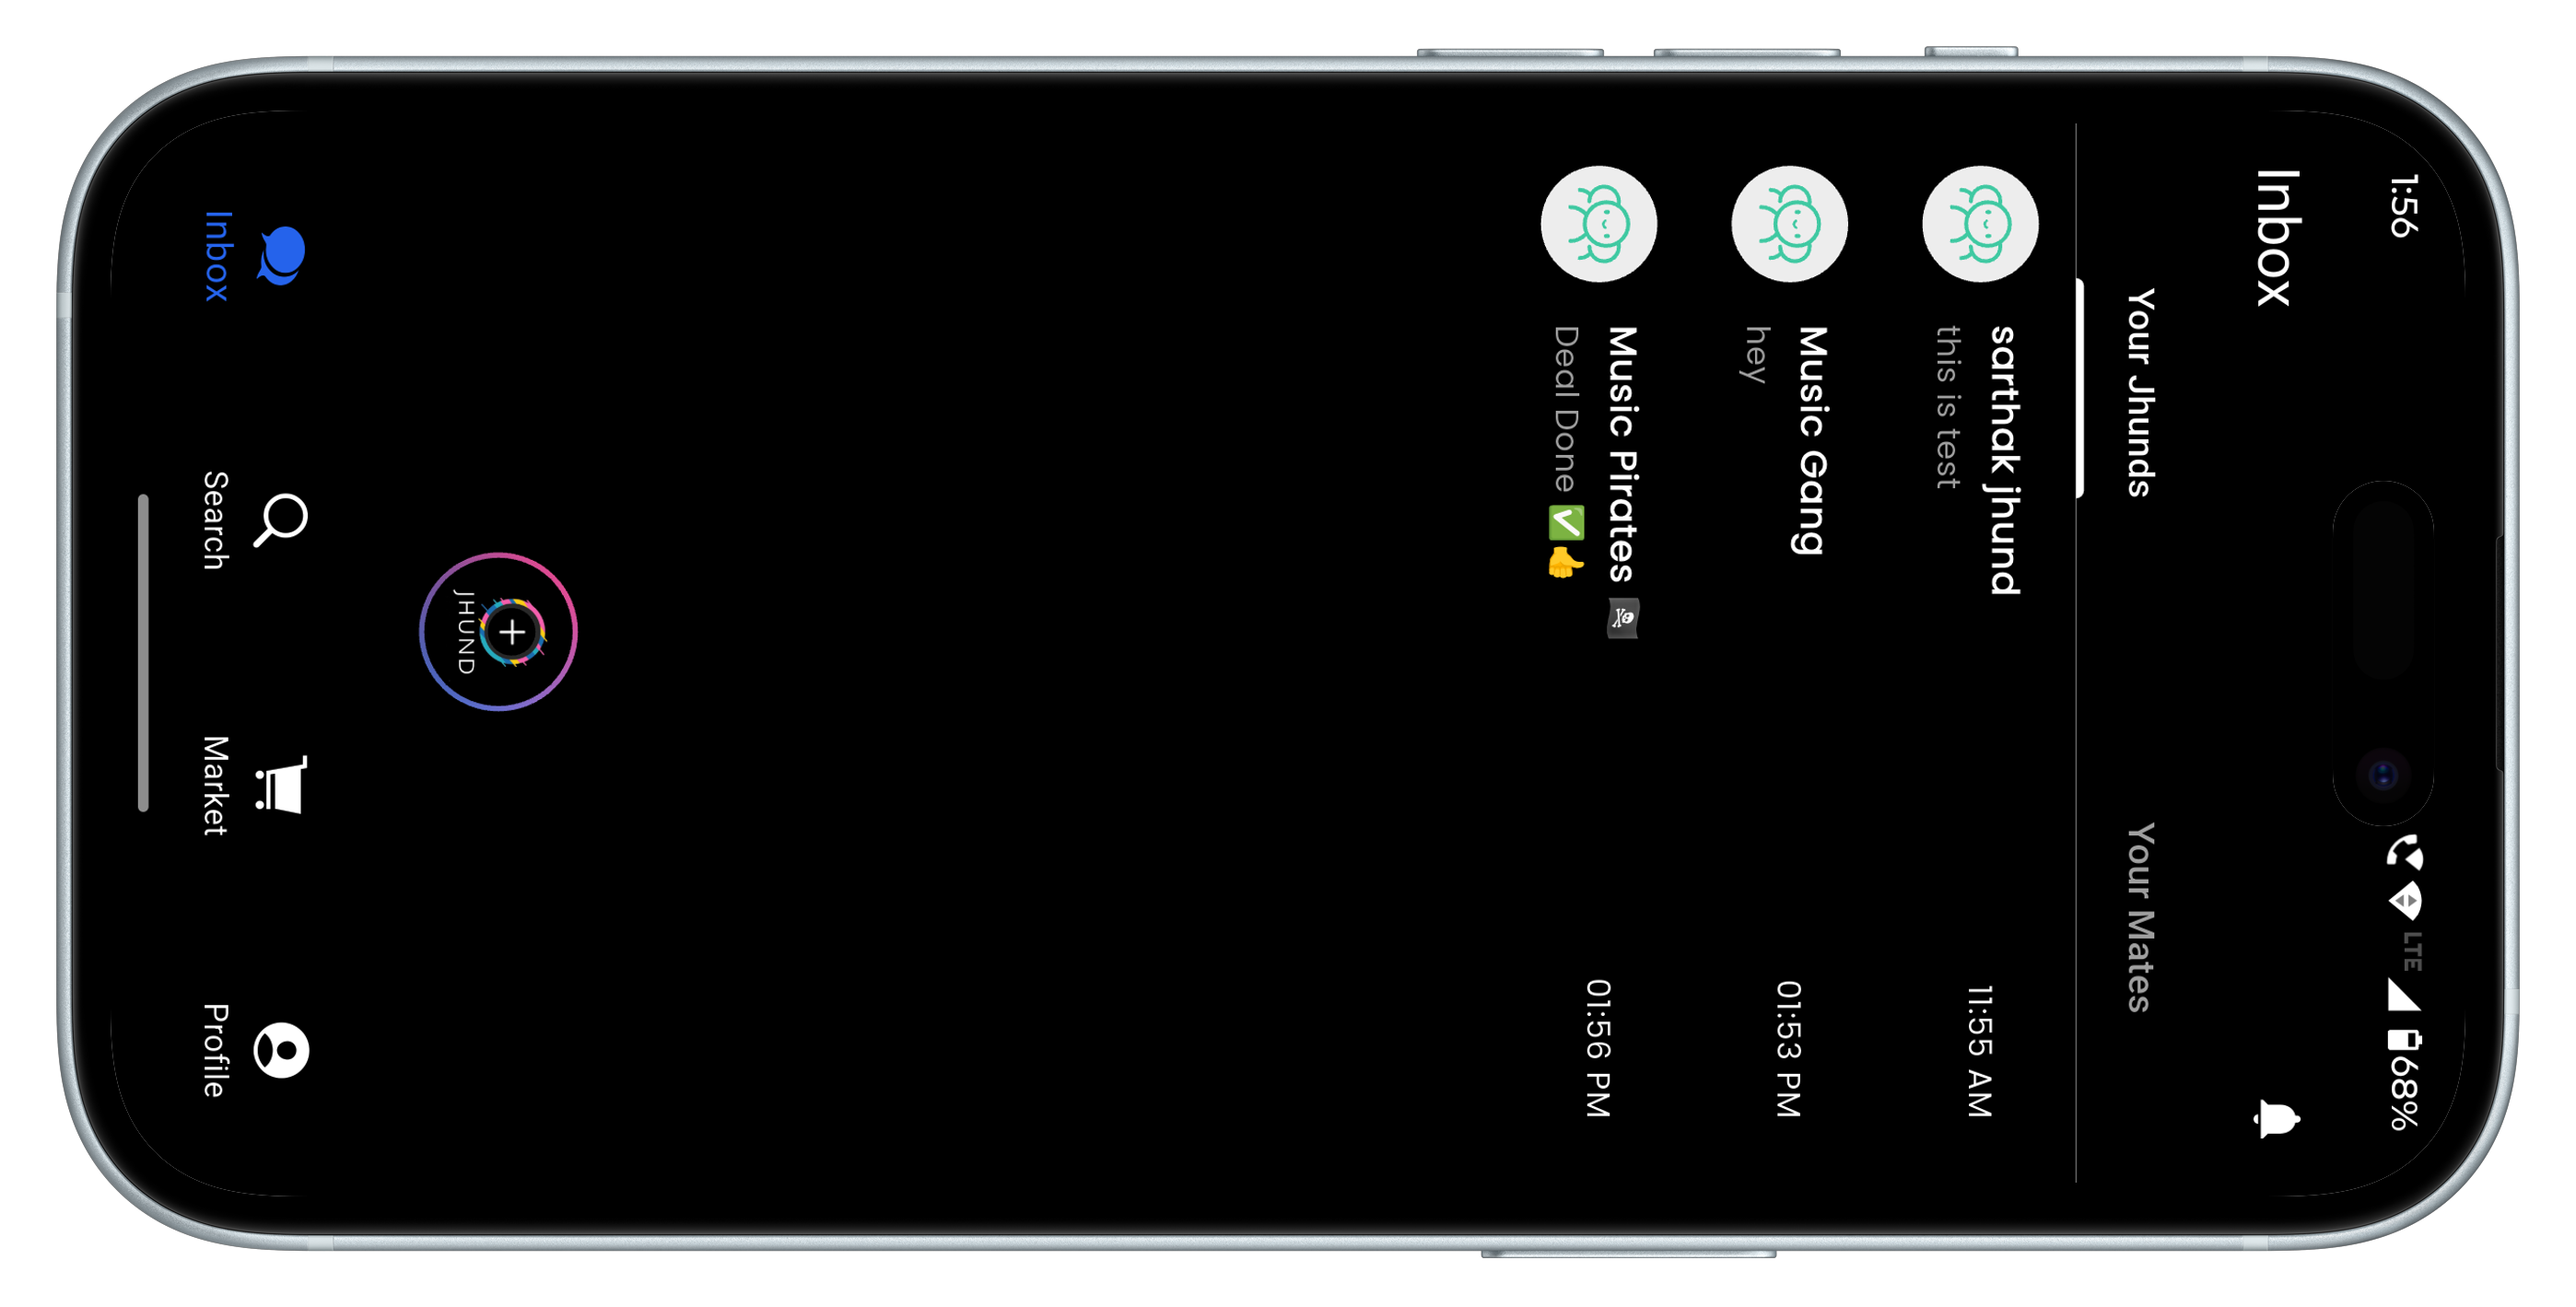 1:56 LTE 68%
Inbox
Your Jhunds Your Mates
sarthak jhund 11:55 AM
this is test
Music Gang 01:53 PM
hey
Music Pirates 🏴‍☠️ 01:56 PM
Deal Done ✅👍
JHUND
Inbox Search Market Profile